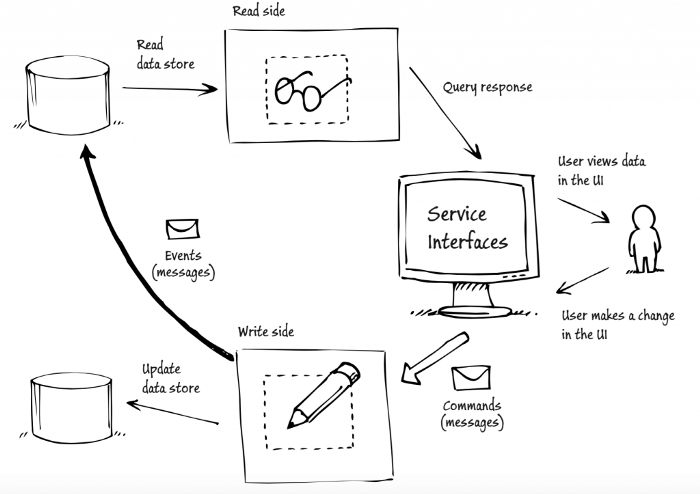 Read side
Read
data store
Query response
User views data
in the UI
Service
Interfaces
Events
(messages)
User makes a change
in the UI
Write side
Update
data store
Commands
(messages)